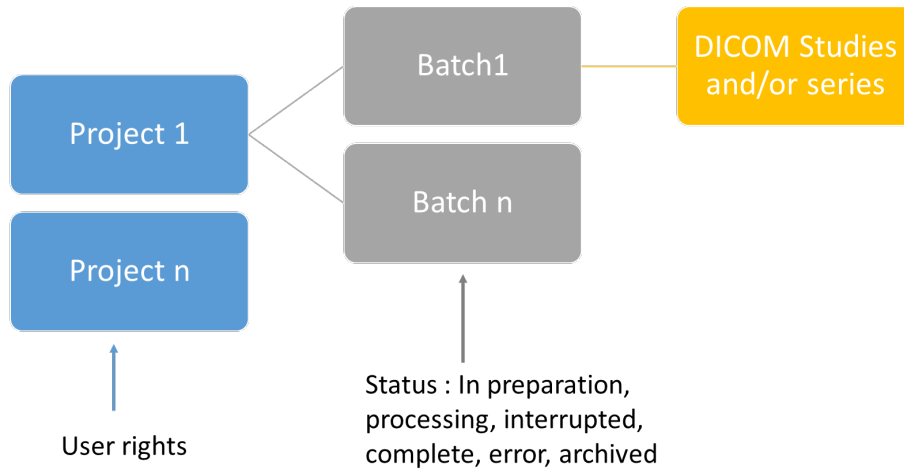 Project 1
Project n
User rights
Batch1
Batch n
Status : In preparation,
processing, interrupted,
complete, error, archived
DICOM Studies
and/or series